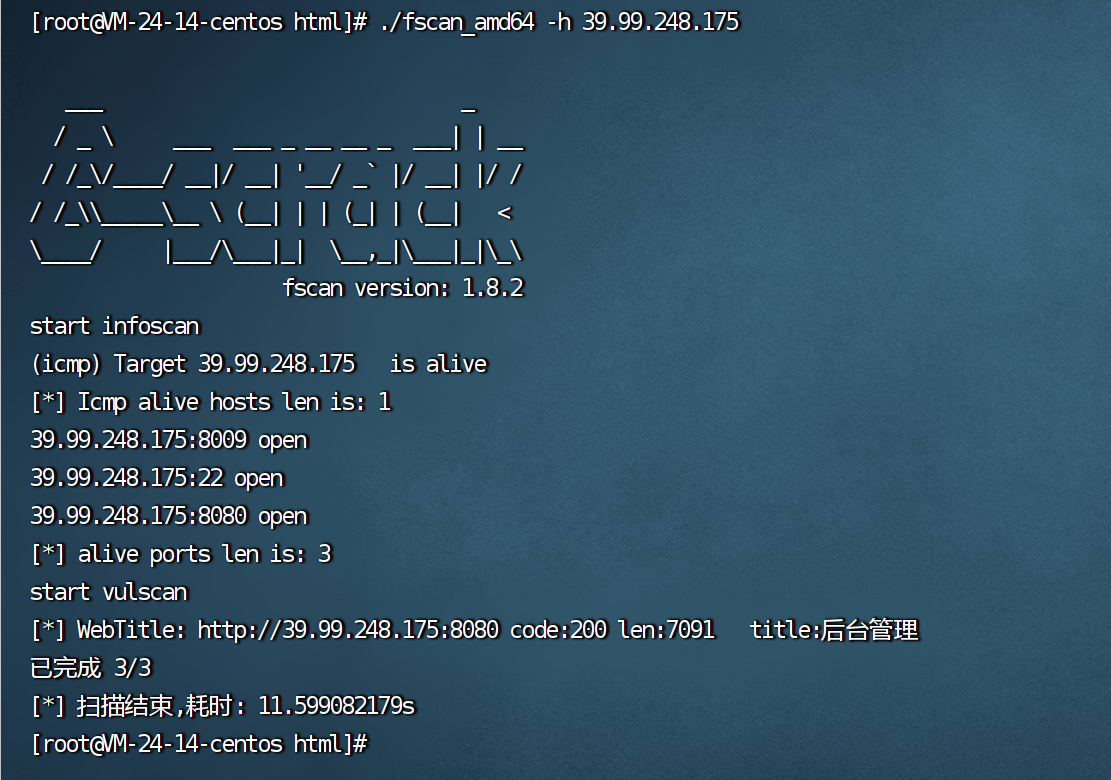 [root@VM-24-14-centos html]# ./fscan_amd64 -h 39.99.248.175
   ___                              _
  / _ \     ___  ___ _ __ __ _  ___| | __
 / /_\/____/ __|/ __| '__/ _` |/ __| |/ /
/ /_\\_____\__ \ (__| | | (_| | (__|   <
\____/     |___/\___|_|  \__,_|\___|_|\_\
                     fscan version: 1.8.2
start infoscan
(icmp) Target 39.99.248.175   is alive
[*] Icmp alive hosts len is: 1
39.99.248.175:8009 open
39.99.248.175:22 open
39.99.248.175:8080 open
[*] alive ports len is: 3
start vulscan
[*] WebTitle: http://39.99.248.175:8080 code:200 len:7091   title:后台管理
已完成 3/3
[*] 扫描结束,耗时: 11.599082179s
[root@VM-24-14-centos html]#